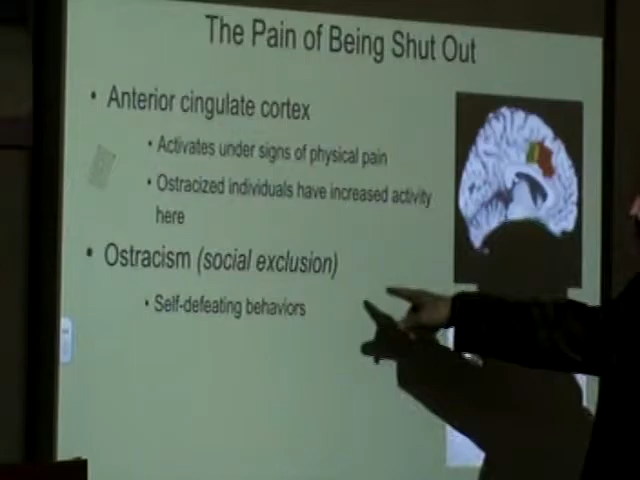 The Pain of Being Shut Out
• Anterior cingulate cortex
• Activates under signs of physical pain
• Ostracized individuals have increased activity
here
• Ostracism (social exclusion)
• Self-defeating behaviors